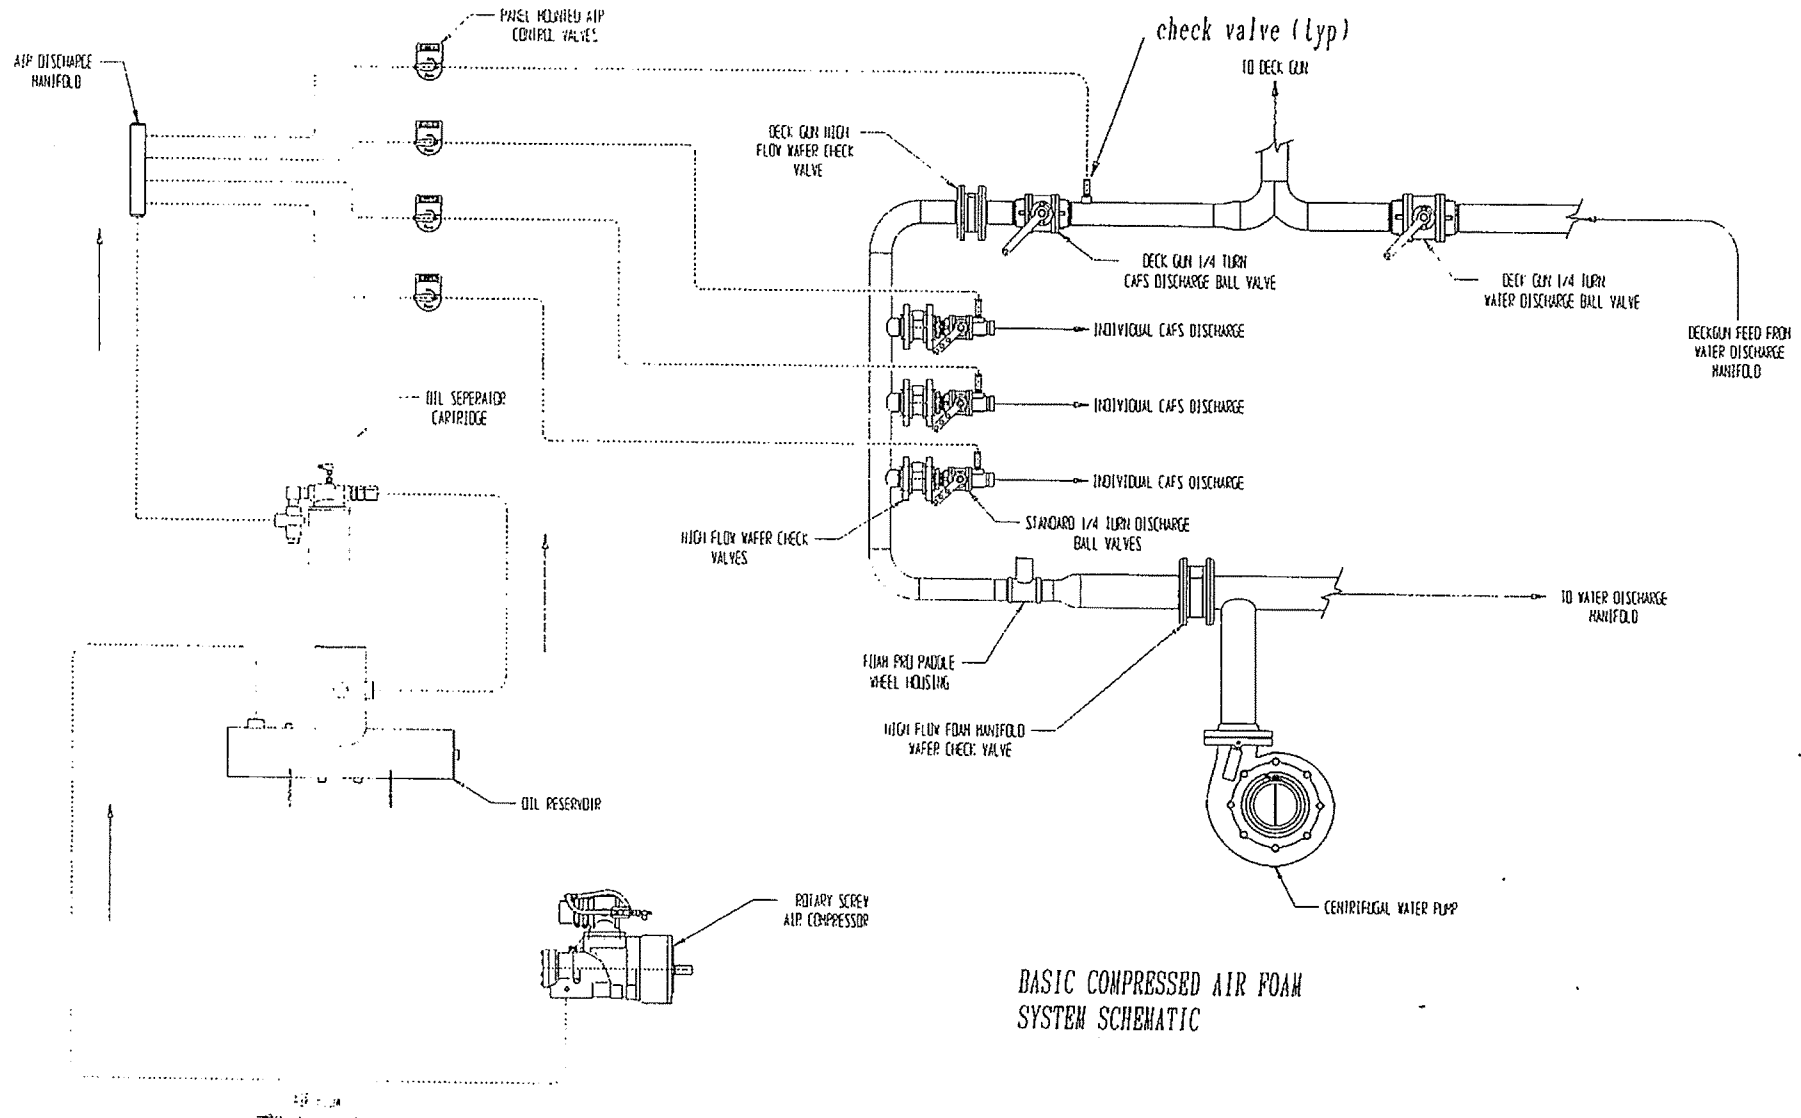 PANEL MOUNTED AIR
CONTROL VALVES
check valve (typ)
AIR DISCHARGE
MANIFOLD
TO DECK GUN
DECK GUN HIGH
FLOW WAFER CHECK
VALVE
DECK GUN 1/4 TURN
CAFS DISCHARGE BALL VALVE
DECK GUN 1/4 TURN
WATER DISCHARGE BALL VALVE
INDIVIDUAL CAFS DISCHARGE
DECKGUN FEED FROM
WATER DISCHARGE
MANIFOLD
OIL SEPERATOR
CARTRIDGE
INDIVIDUAL CAFS DISCHARGE
INDIVIDUAL CAFS DISCHARGE
HIGH FLOW WAFER CHECK
VALVES
STANDARD 1/4 TURN DISCHARGE
BALL VALVES
TO WATER DISCHARGE
MANIFOLD
FOAM PRO PADDLE
WHEEL HOUSING
HIGH FLOW FOAM MANIFOLD
WAFER CHECK VALVE
OIL RESERVOIR
ROTARY SCREW
AIR COMPRESSOR
CENTRIFUGAL WATER PUMP
BASIC COMPRESSED AIR FOAM
SYSTEM SCHEMATIC
AIR FLOW